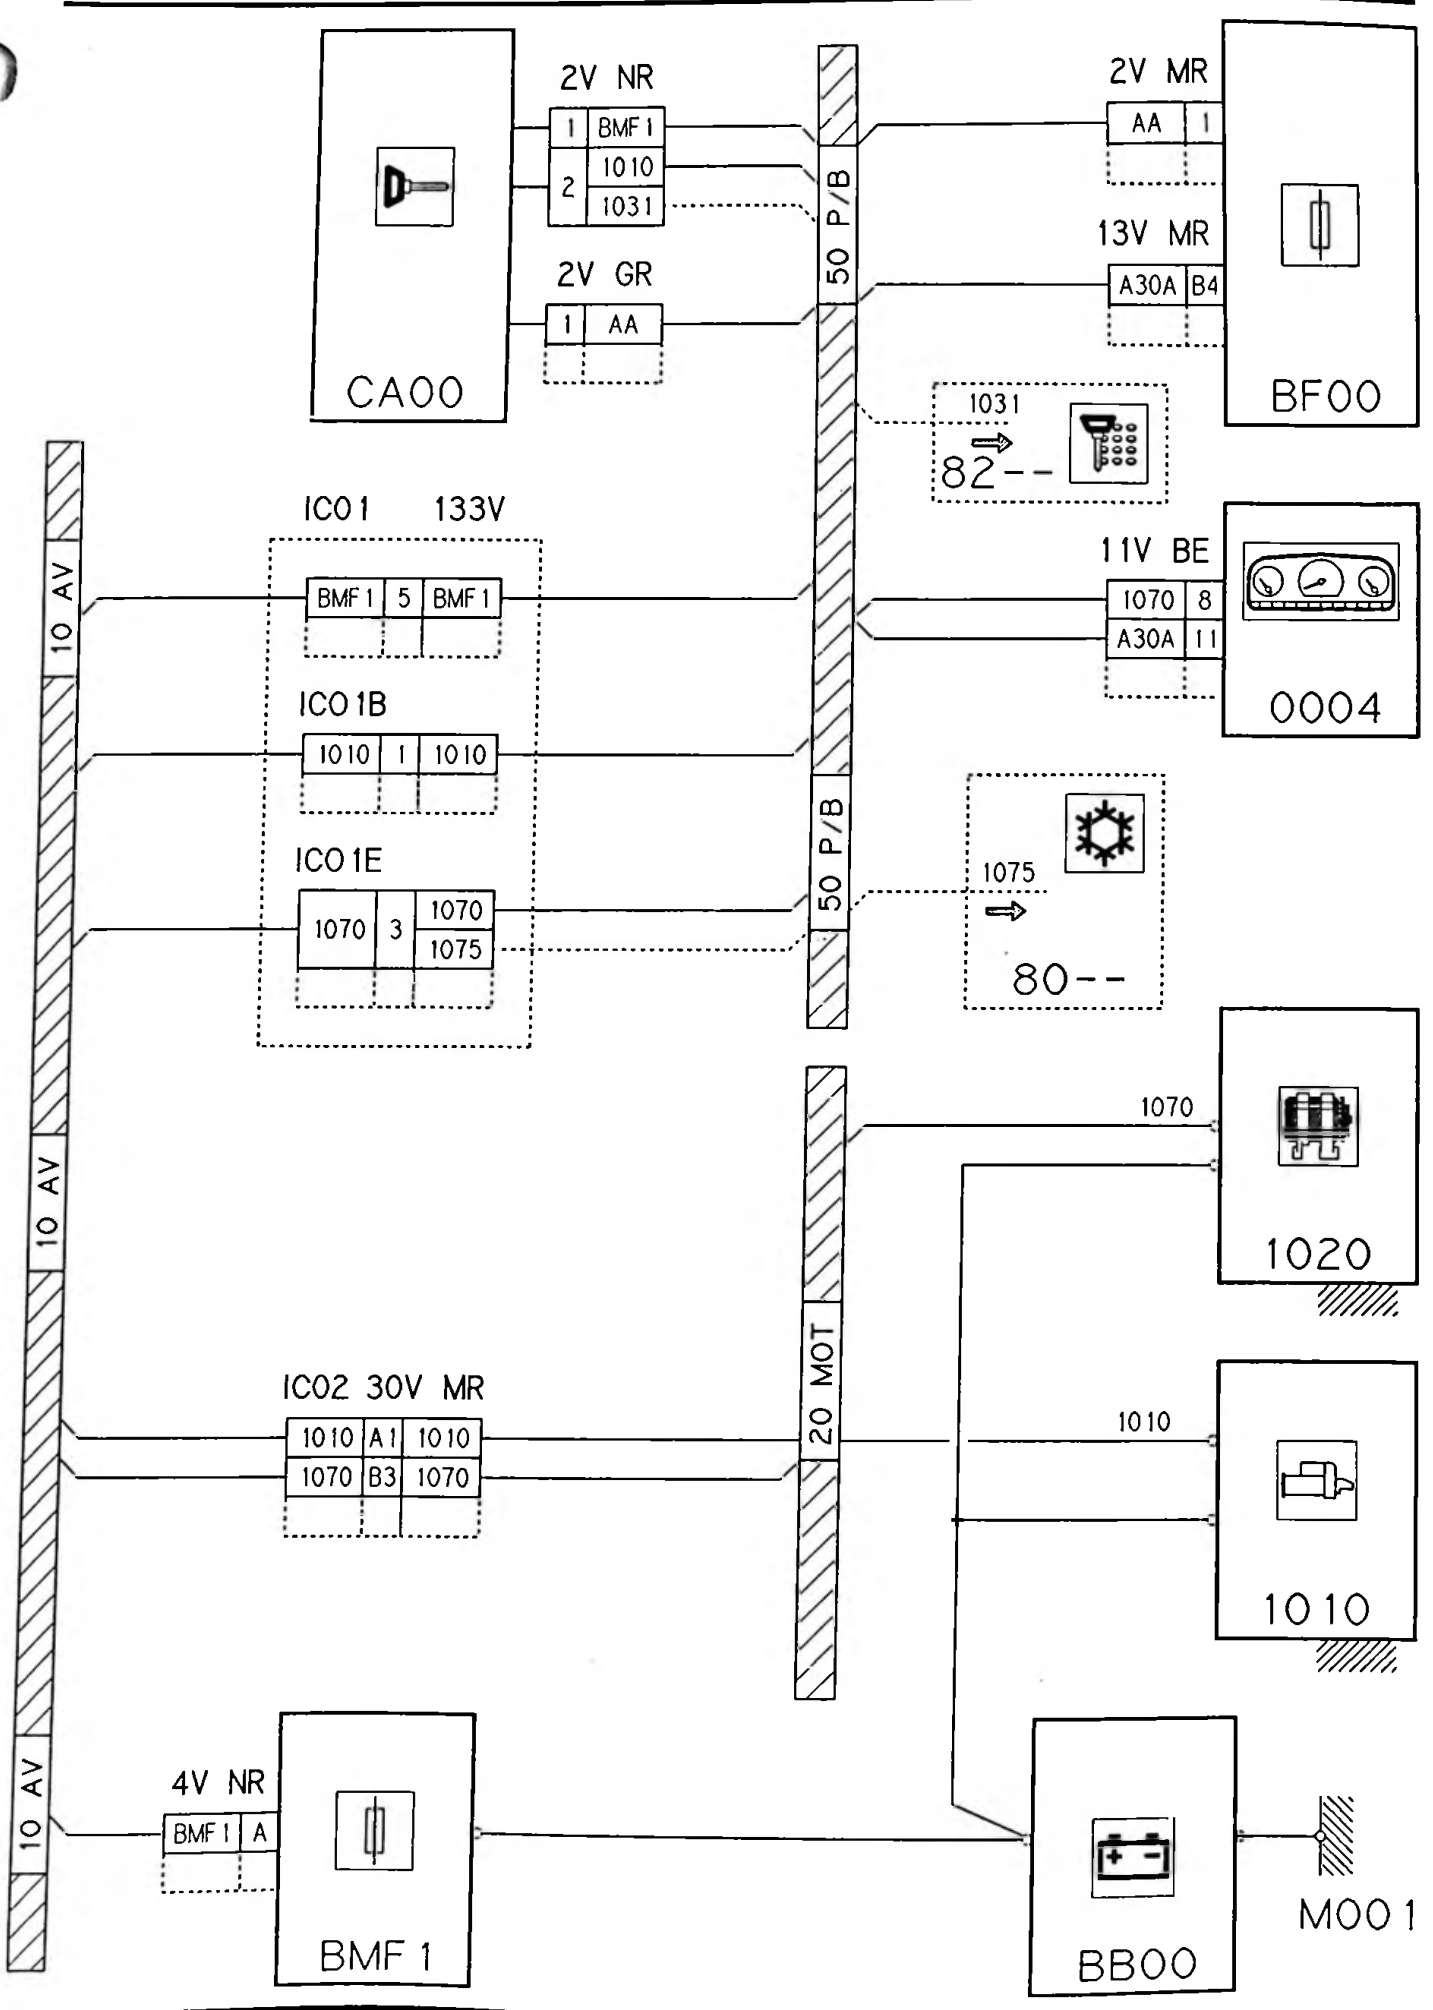 2V NR
1 BMF1
2 1010
1031
2V GR
1 AA
CA00
50 P/B
2V MR
AA 1
13V MR
A30A B4
BF00
1031
82--
IC01 133V
BMF1 5 BMF1
IC01B
1010 1 1010
IC01E
1070 3 1070
1075
10 AV
11V BE
1070 8
A30A 11
0004
50 P/B
1075
80--
10 AV
1070
1020
20 MOT
IC02 30V MR
1010 A1 1010
1070 B3 1070
1010
1010
10 AV
4V NR
BMF1 A
BMF1
BB00
+ -
M001